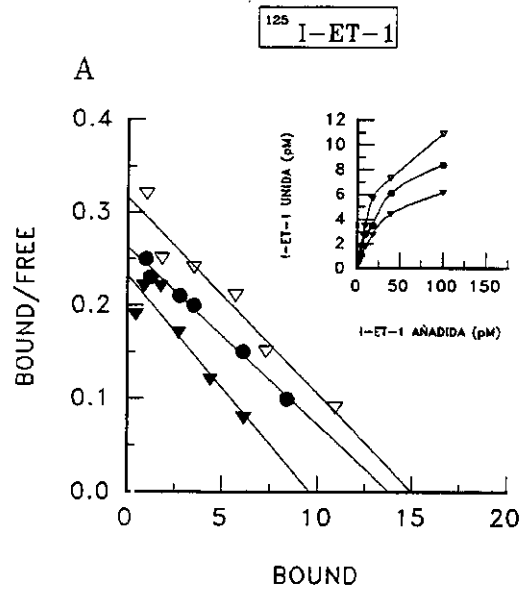 125 I-ET-1
A
BOUND/FREE
0.4
0.3
0.2
0.1
0.0
0 5 10 15 20
BOUND
I-ET-1 UNIDA (pM)
12
10
8
6
4
2
0
0 50 100 150
I-ET-1 AÑADIDA (pM)